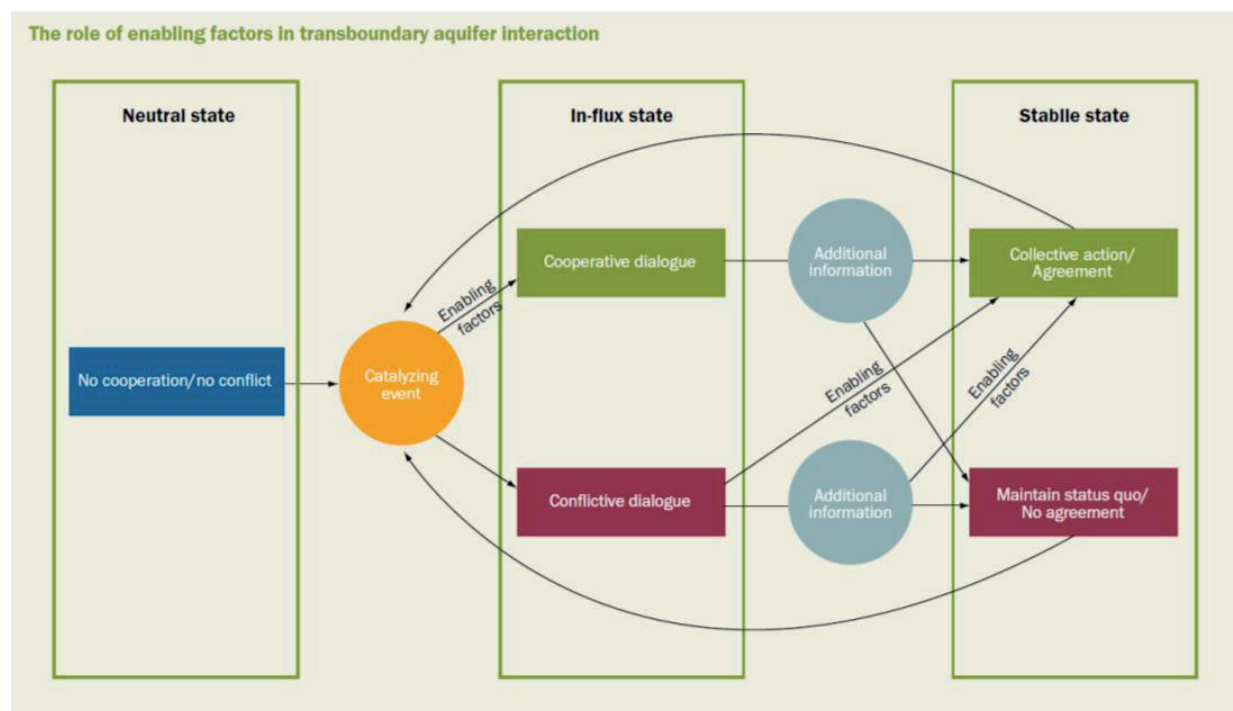 The role of enabling factors in transboundary aquifer interaction
Neutral state
In-flux state
Stablle state
No cooperation/no conflict
Catalyzing
event
Enabling
factors
Cooperative dialogue
Conflictive dialogue
Additional
information
Additional
information
Enabling
factors
Enabling
factors
Collective action/
Agreement
Maintain status quo/
No agreement